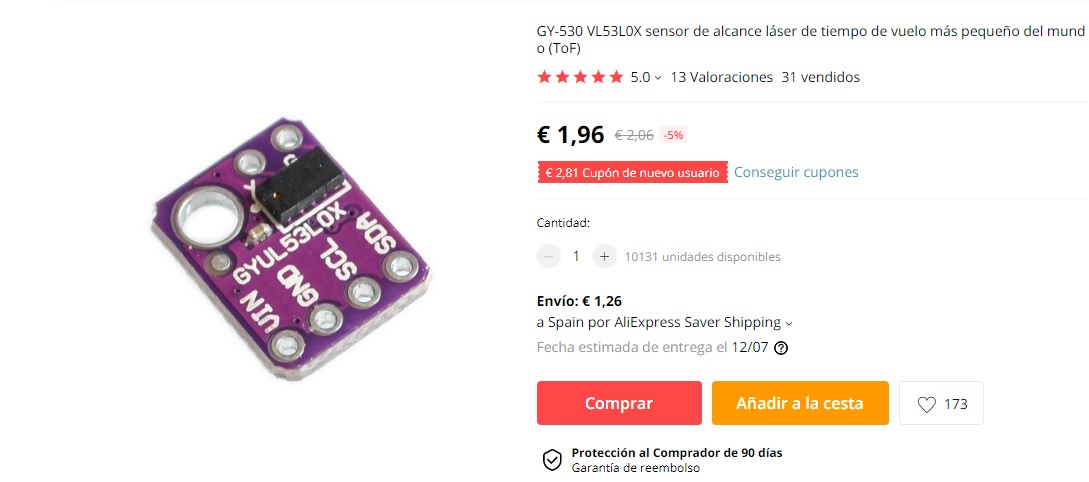 GY-530 VL53L0X sensor de alcance láser de tiempo de vuelo más pequeño del mund
o (ToF)
5.0 13 Valoraciones 31 vendidos
€ 1,96 € 2,06 -5%
€ 2,81 Cupón de nuevo usuario Conseguir cupones
Cantidad:
− 1 + 10131 unidades disponibles
Envío: € 1,26
a Spain por AliExpress Saver Shipping
Fecha estimada de entrega el 12/07 ?
Comprar Añadir a la cesta 173
Protección al Comprador de 90 días
Garantía de reembolso
GYUL53L0X
VIN
GND
SCL
SDA